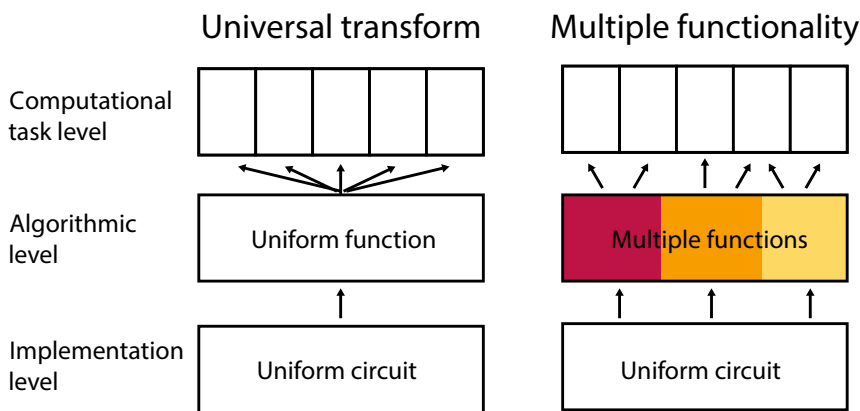 Universal transform
Multiple functionality
Computational
task level
Algorithmic
level
Uniform function
Multiple functions
Implementation
level
Uniform circuit
Uniform circuit